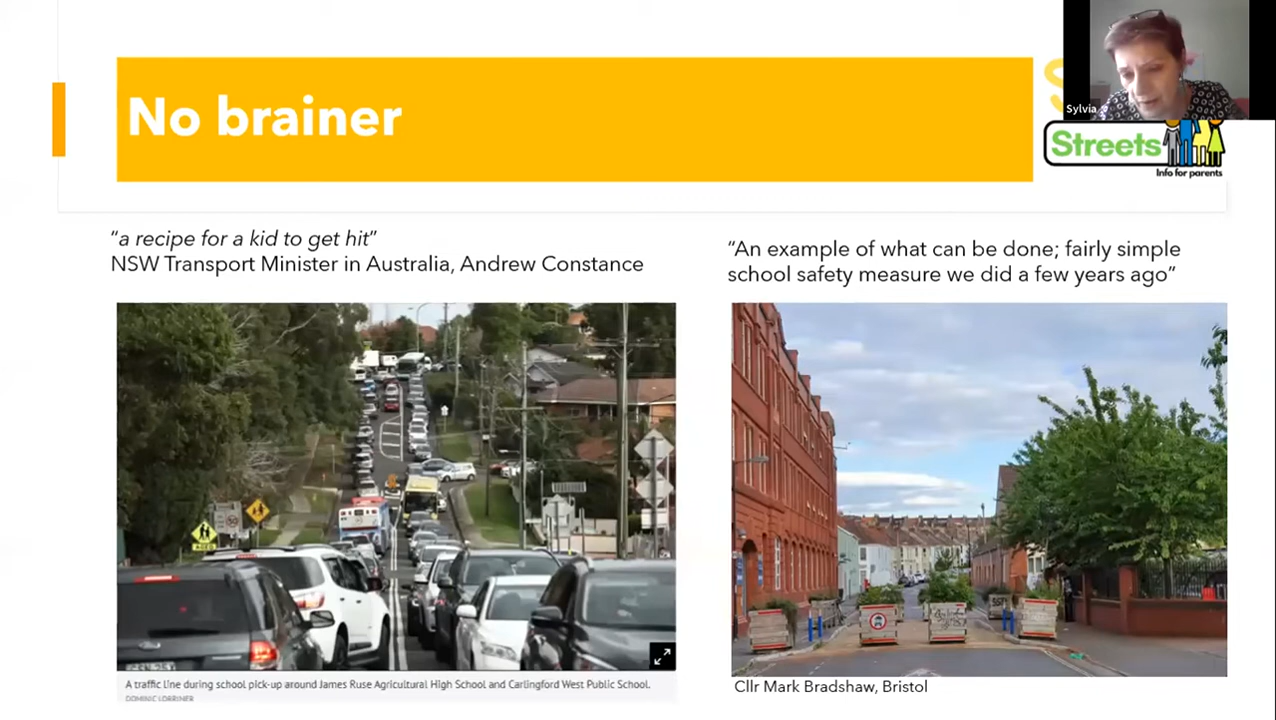 No brainer
Sylvia
Streets
Info for parents
“a recipe for a kid to get hit”
NSW Transport Minister in Australia, Andrew Constance
“An example of what can be done; fairly simple
school safety measure we did a few years ago”
AGED
A traffic line during school pick-up around James Ruse Agricultural High School and Carlingford West Public School.
DOMINIC LORRIMER
Cllr Mark Bradshaw, Bristol